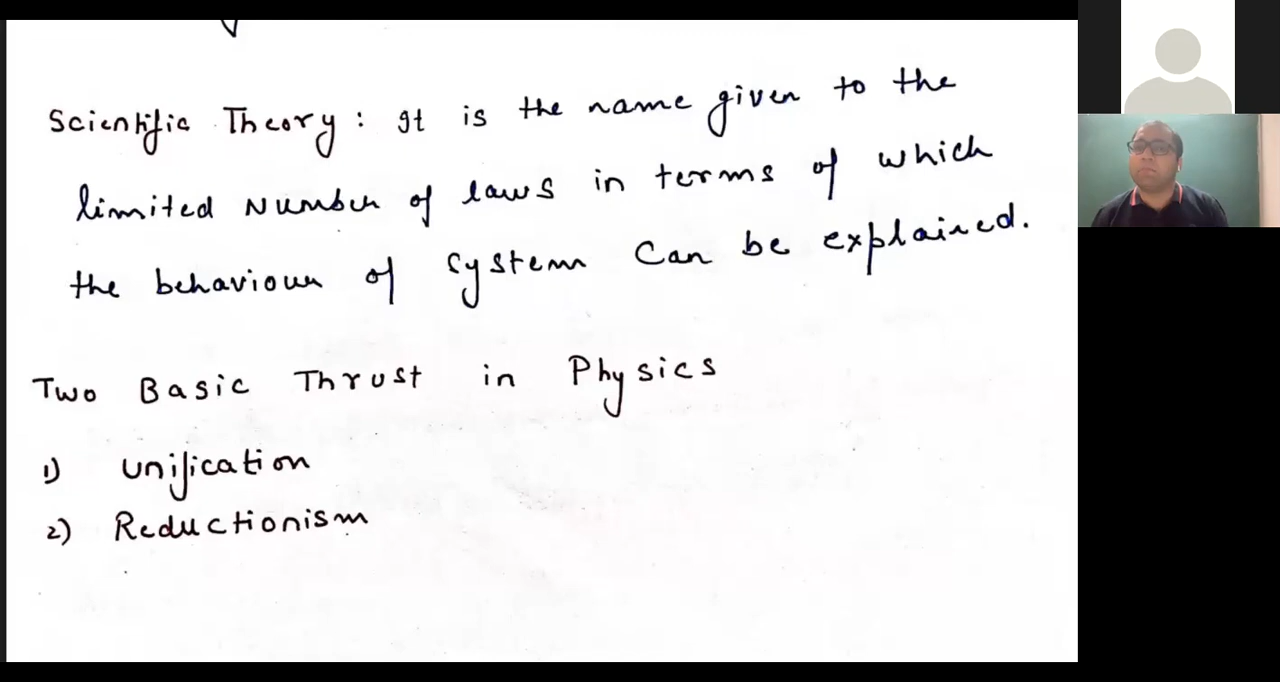 Scientific Theory: It is the name given to the
limited Number of laws in terms of which
the behaviour of system can be explained.
Two Basic Thrust in Physics
1) Unification
2) Reductionism